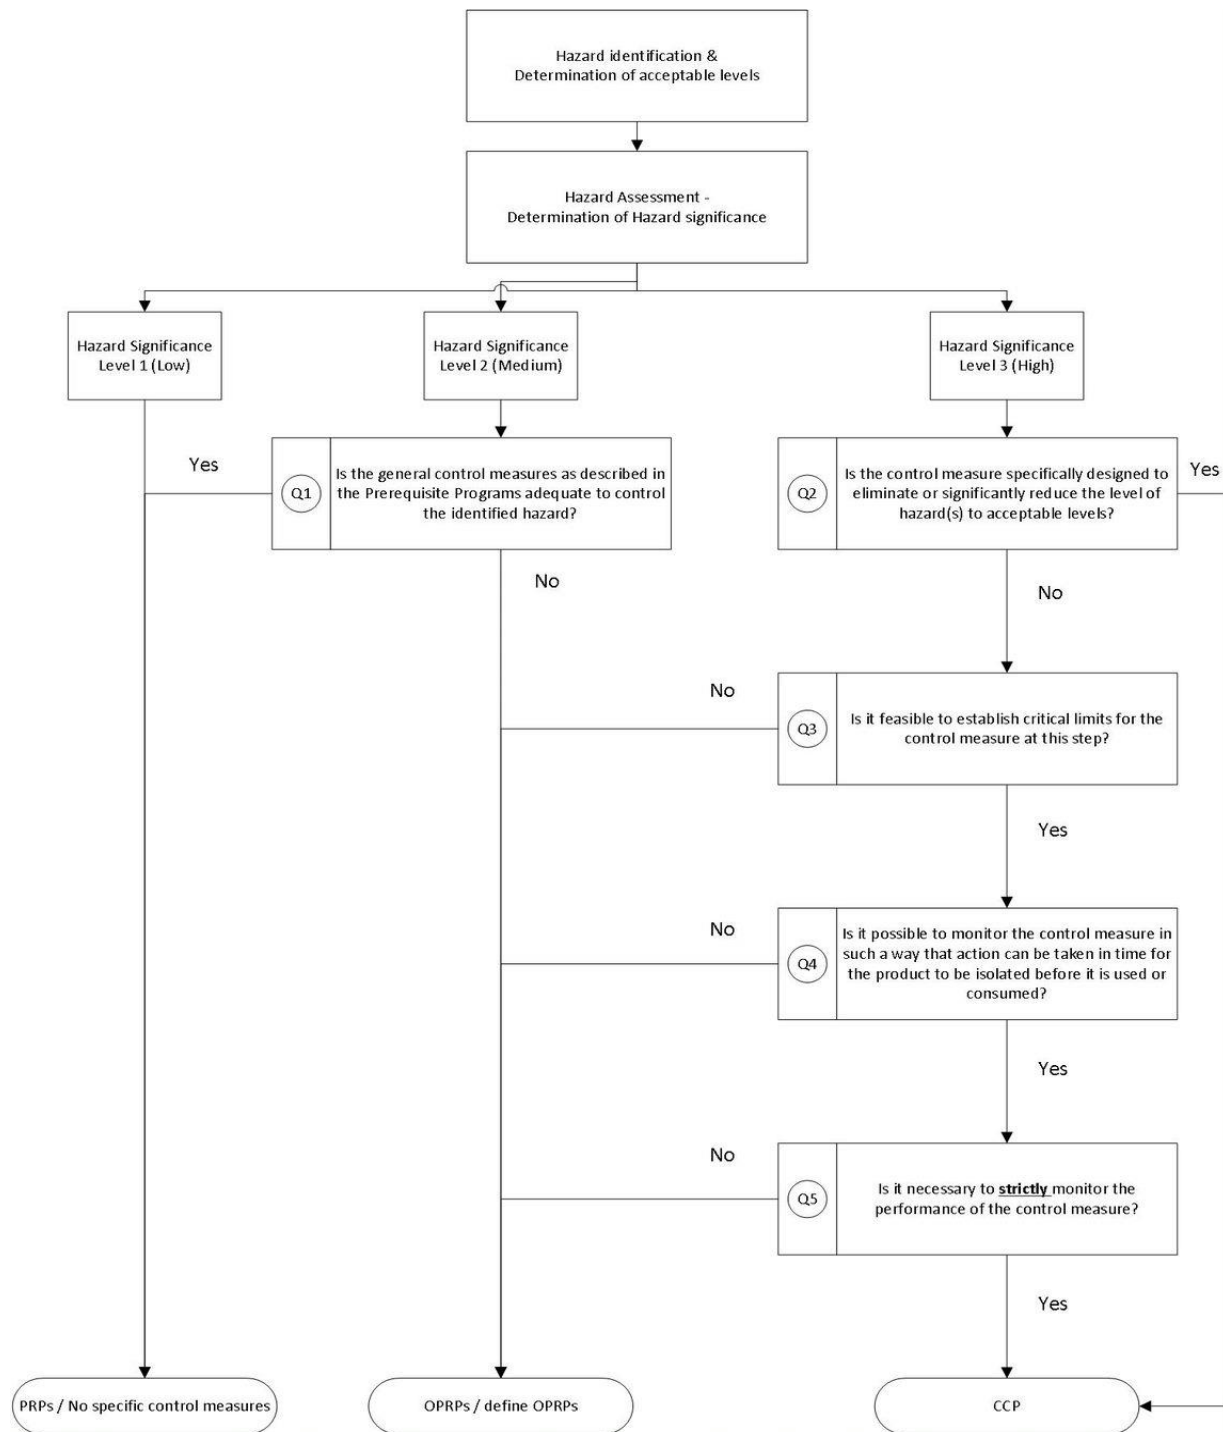 Hazard identification &
Determination of acceptable levels
Hazard Assessment -
Determination of Hazard significance
Hazard Significance
Level 1 (Low)
Hazard Significance
Level 2 (Medium)
Hazard Significance
Level 3 (High)
Yes
Q1
Is the general control measures as described in
the Prerequisite Programs adequate to control
the identified hazard?
No
Q2
Is the control measure specifically designed to
eliminate or significantly reduce the level of
hazard(s) to acceptable levels?
Yes
No
No
Q3
Is it feasible to establish critical limits for the
control measure at this step?
Yes
No
Q4
Is it possible to monitor the control measure in
such a way that action can be taken in time for
the product to be isolated before it is used or
consumed?
Yes
No
Q5
Is it necessary to strictly monitor the
performance of the control measure?
Yes
PRPs / No specific control measures
OPRPs / define OPRPs
CCP